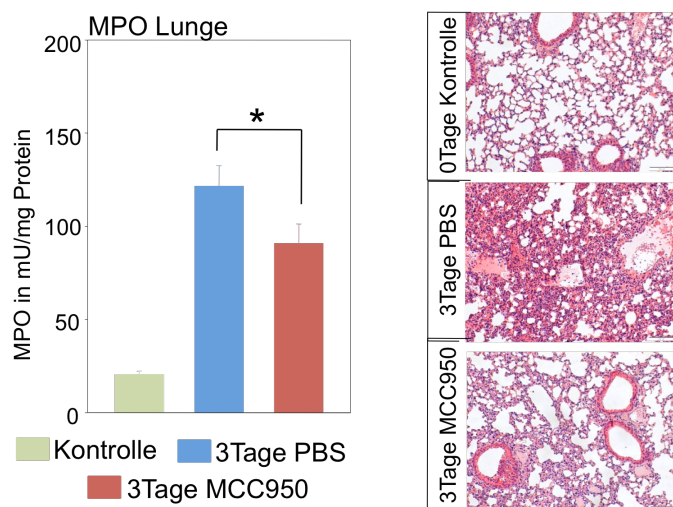 MPO Lunge
200
150
100
50
0
MPO in mU/mg Protein
*
Kontrolle
3Tage PBS
3Tage MCC950
0Tage Kontrolle
3Tage PBS
3Tage MCC950